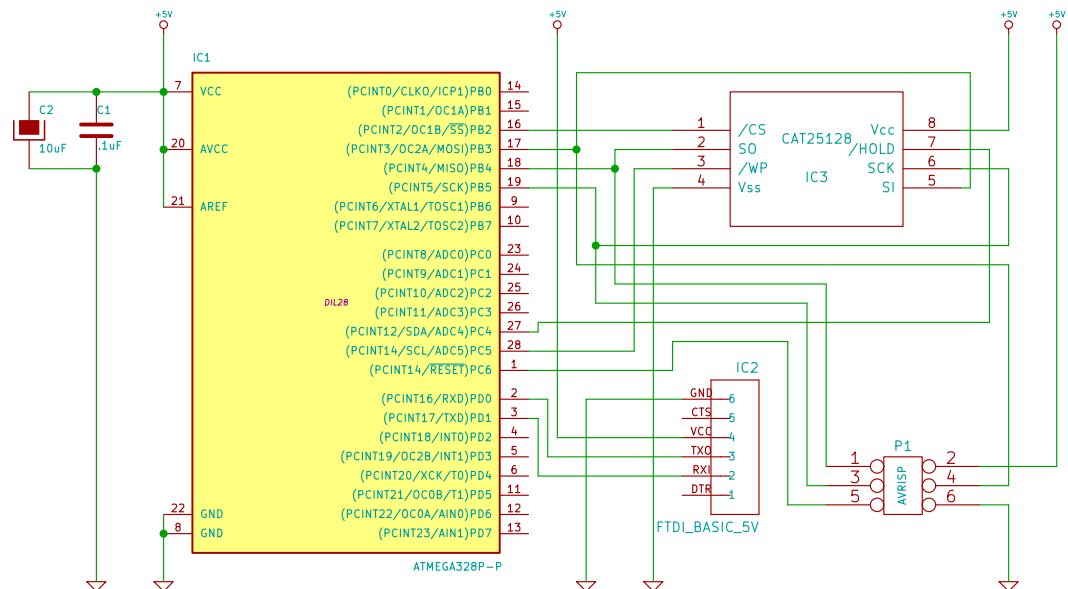 +5V
+5V
+5V
+5V
IC1
C2
10uF
C1
.1uF
7 VCC
20 AVCC
21 AREF
22 GND
8 GND
(PCINT0/CLKO/ICP1)PB0 14
(PCINT1/OC1A)PB1 15
(PCINT2/OC1B/SS)PB2 16
(PCINT3/OC2A/MOSI)PB3 17
(PCINT4/MISO)PB4 18
(PCINT5/SCK)PB5 19
(PCINT6/XTAL1/TOSC1)PB6 9
(PCINT7/XTAL2/TOSC2)PB7 10
(PCINT8/ADC0)PC0 23
(PCINT9/ADC1)PC1 24
(PCINT10/ADC2)PC2 25
(PCINT11/ADC3)PC3 26
(PCINT12/SDA/ADC4)PC4 27
(PCINT14/SCL/ADC5)PC5 28
(PCINT14/RESET)PC6 1
(PCINT16/RXD)PD0 2
(PCINT17/TXD)PD1 3
(PCINT18/INT0)PD2 4
(PCINT19/OC2B/INT1)PD3 5
(PCINT20/XCK/T0)PD4 6
(PCINT21/OC0B/T1)PD5 11
(PCINT22/OC0A/AIN0)PD6 12
(PCINT23/AIN1)PD7 13
DIL28
ATMEGA328P-P
1 /CS
2 SO
3 /WP
4 Vss
CAT25128
IC3
Vcc 8
/HOLD 7
SCK 6
SI 5
IC2
GND 6
CTS 5
VCC 4
TXO 3
RXI 2
DTR 1
FTDI_BASIC_5V
P1
AVRISP
1 2
3 4
5 6